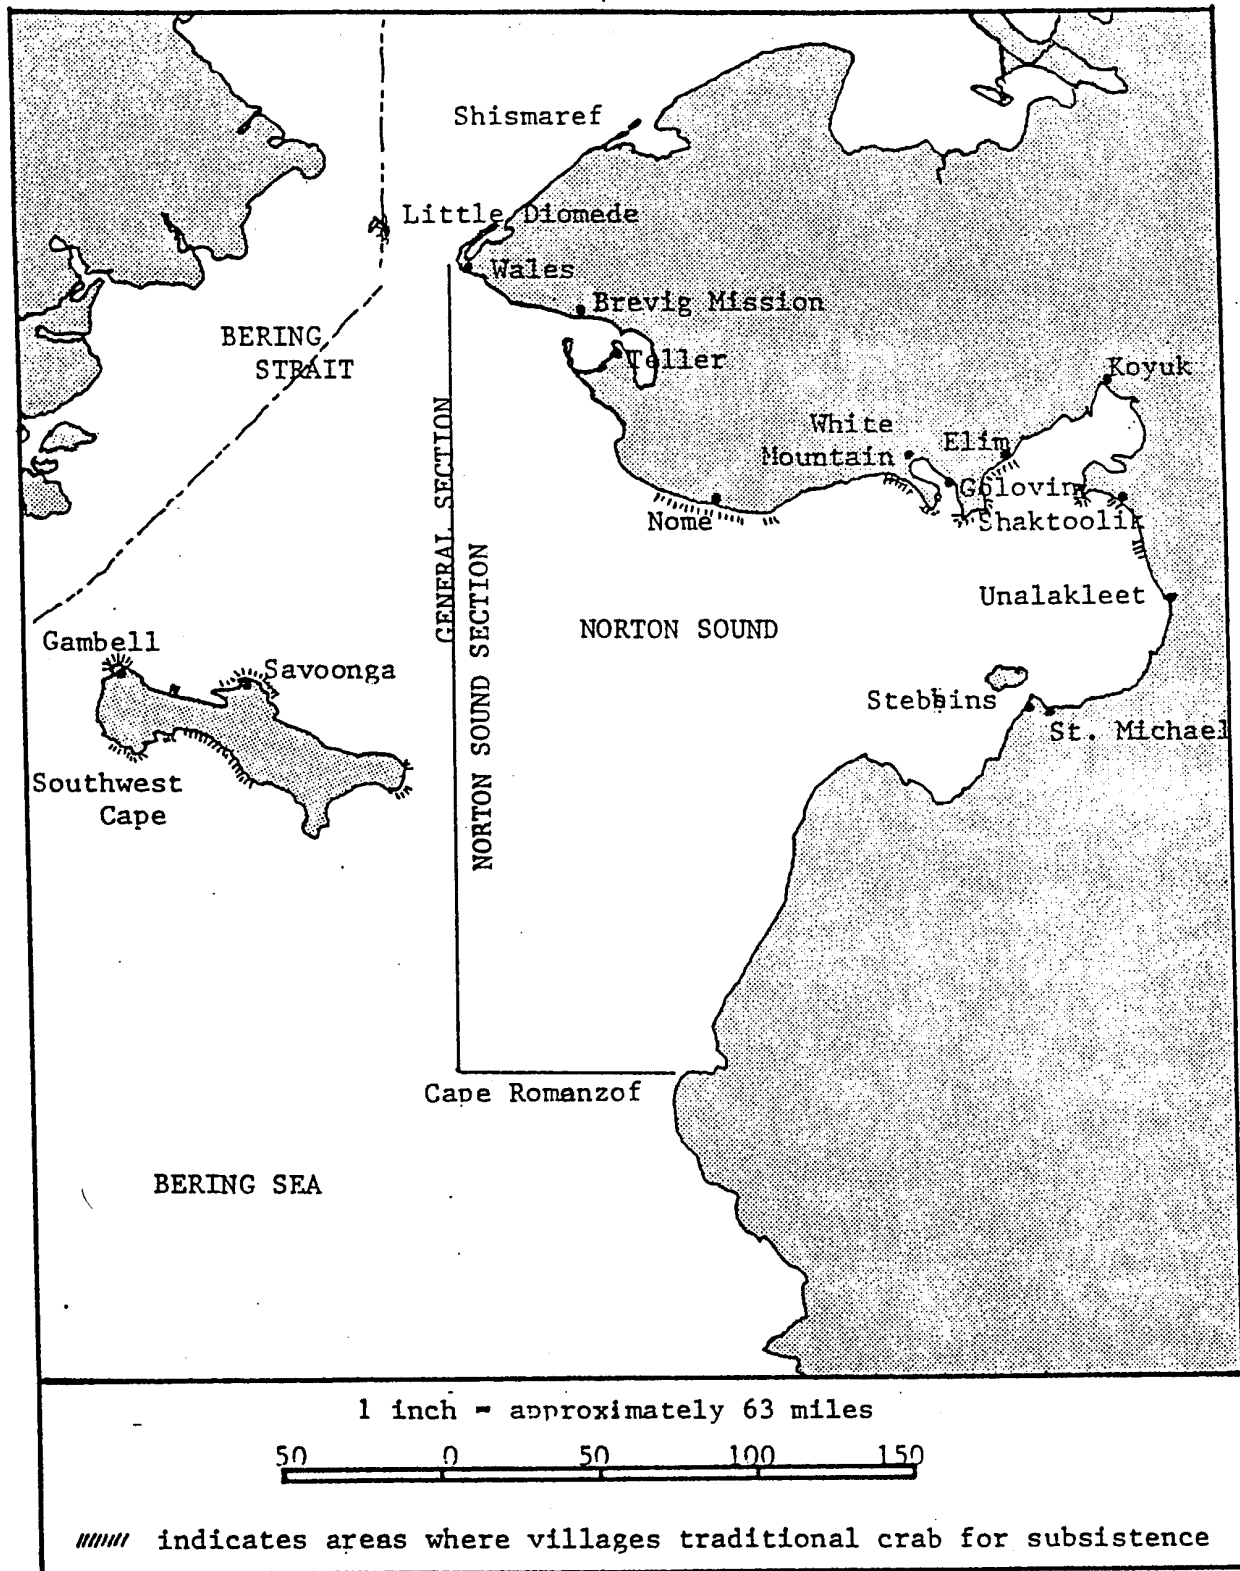 Shismaref
Little Diomede
Wales
Brevig Mission
BERING
STRAIT
Teller
Koyuk
White
Mountain
Elim
Golovin
Nome
Shaktoolik
GENERAL SECTION
NORTON SOUND SECTION
Unalakleet
NORTON SOUND
Gambell
Savoonga
Stebbins
St. Michael
Southwest
Cape
Cape Romanzof
BERING SEA
1 inch = approximately 63 miles
50 0 50 100 150
indicates areas where villages traditional crab for subsistence